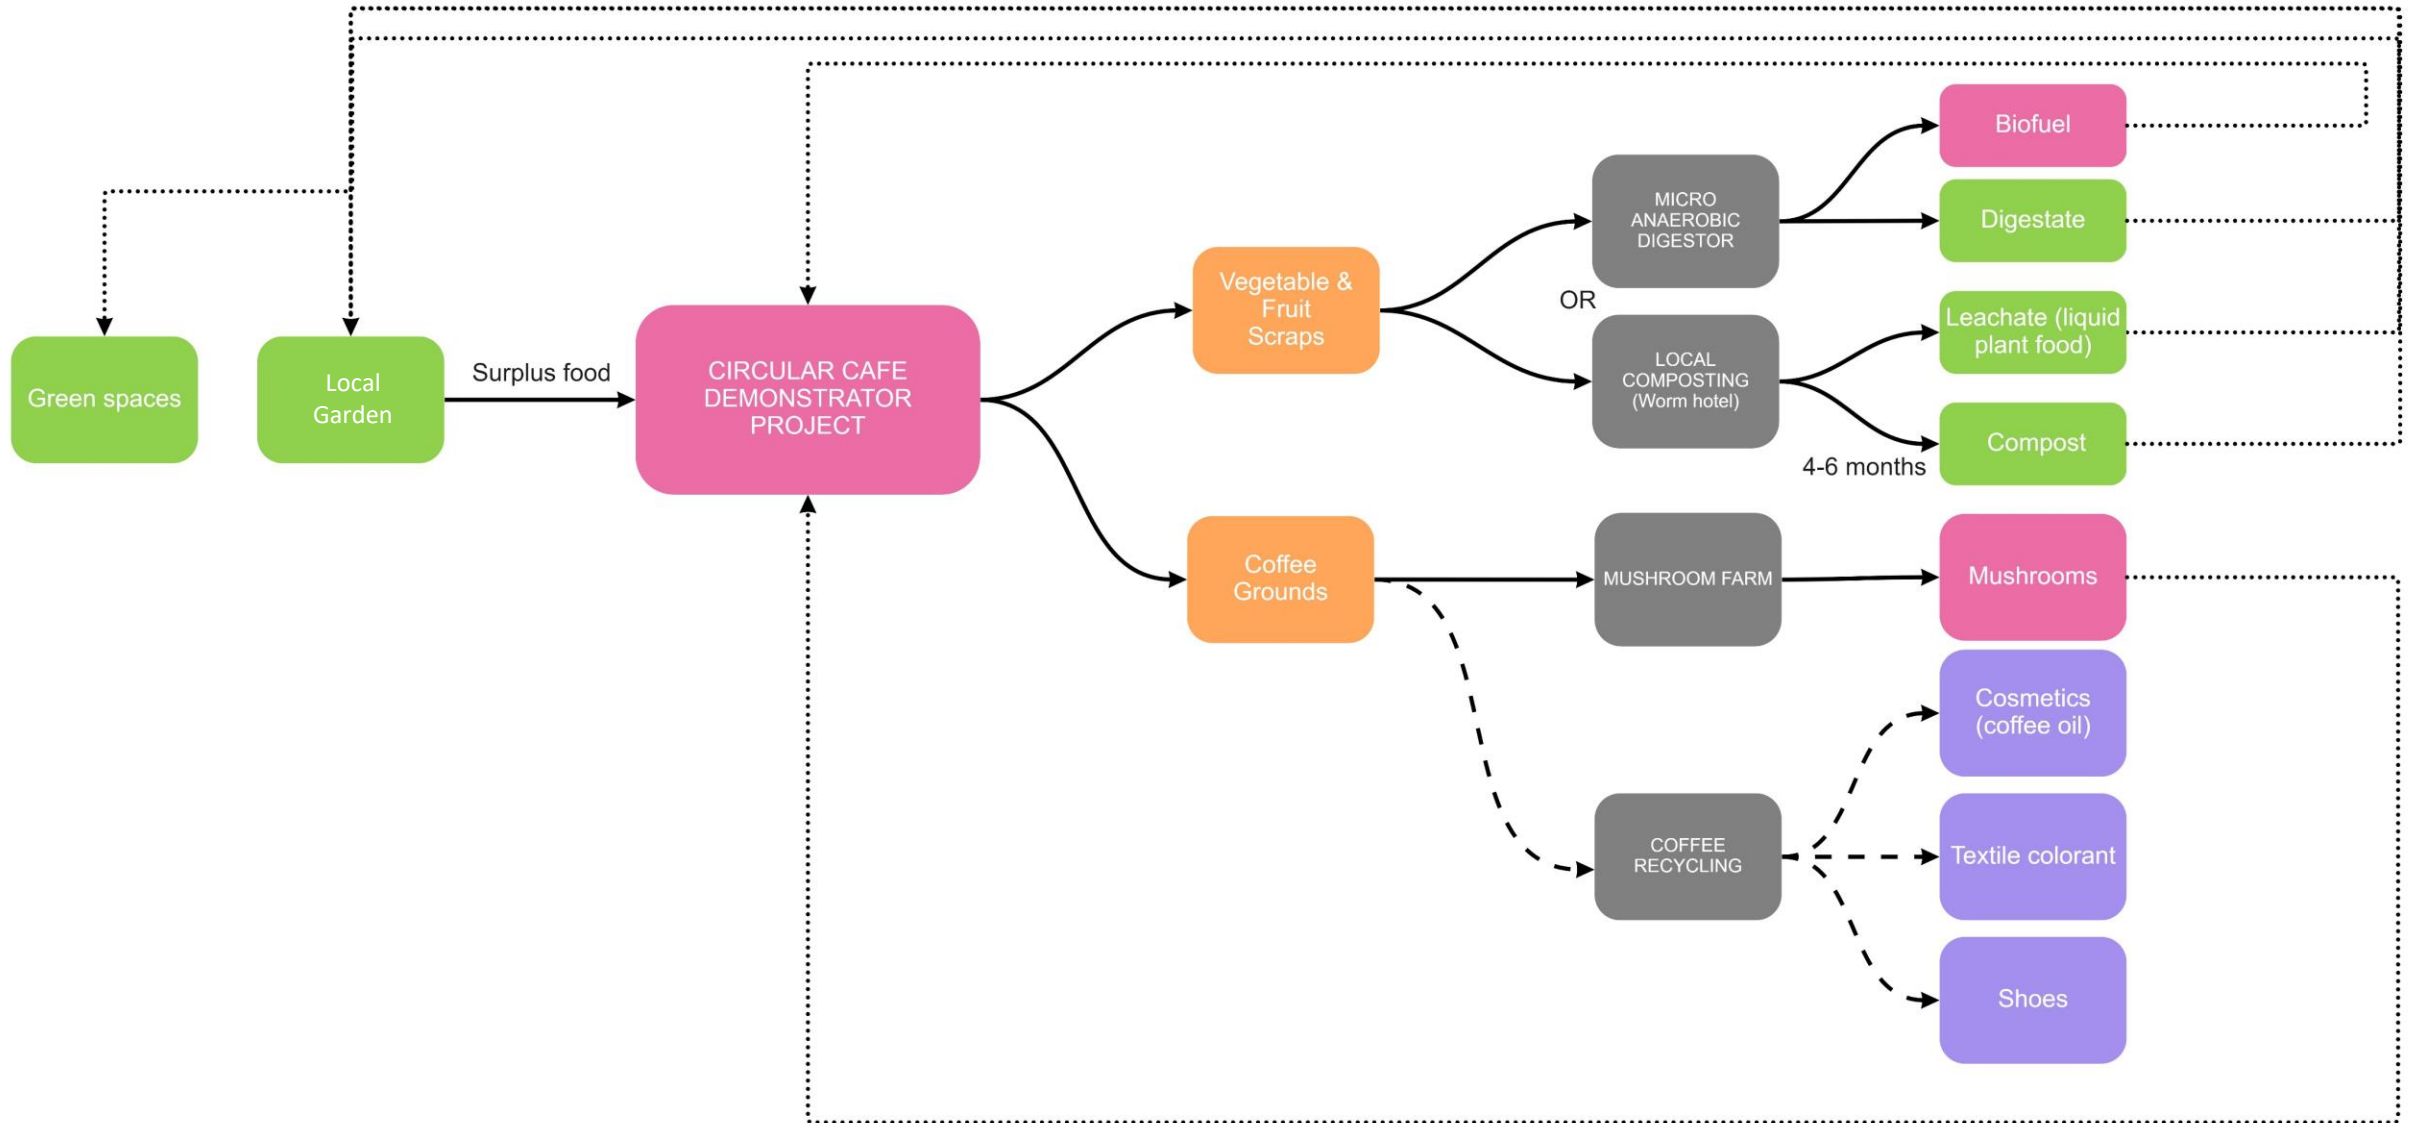 Green spaces
Local
Garden
Surplus food
CIRCULAR CAFE
DEMONSTRATOR
PROJECT
Vegetable &
Fruit
Scraps
Coffee
Grounds
MICRO
ANAEROBIC
DIGESTOR
OR
LOCAL
COMPOSTING
(Worm hotel)
4-6 months
MUSHROOM FARM
COFFEE
RECYCLING
Biofuel
Digestate
Leachate (liquid
plant food)
Compost
Mushrooms
Cosmetics
(coffee oil)
Textile colorant
Shoes